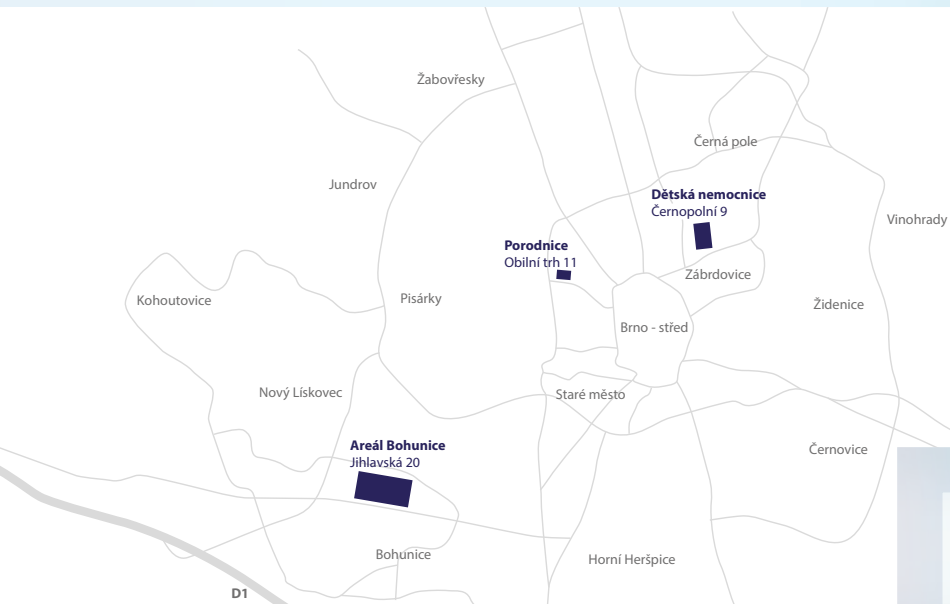 Žabovřesky
Černá pole
Jundrov
Dětská nemocnice
Černopolní 9
Vinohrady
Porodnice
Obilní trh 11
Zábrdovice
Kohoutovice
Pisárky
Židenice
Brno - střed
Nový Lískovec
Staré město
Areál Bohunice
Jihlavská 20
Černovice
Bohunice
Horní Heršpice
D1